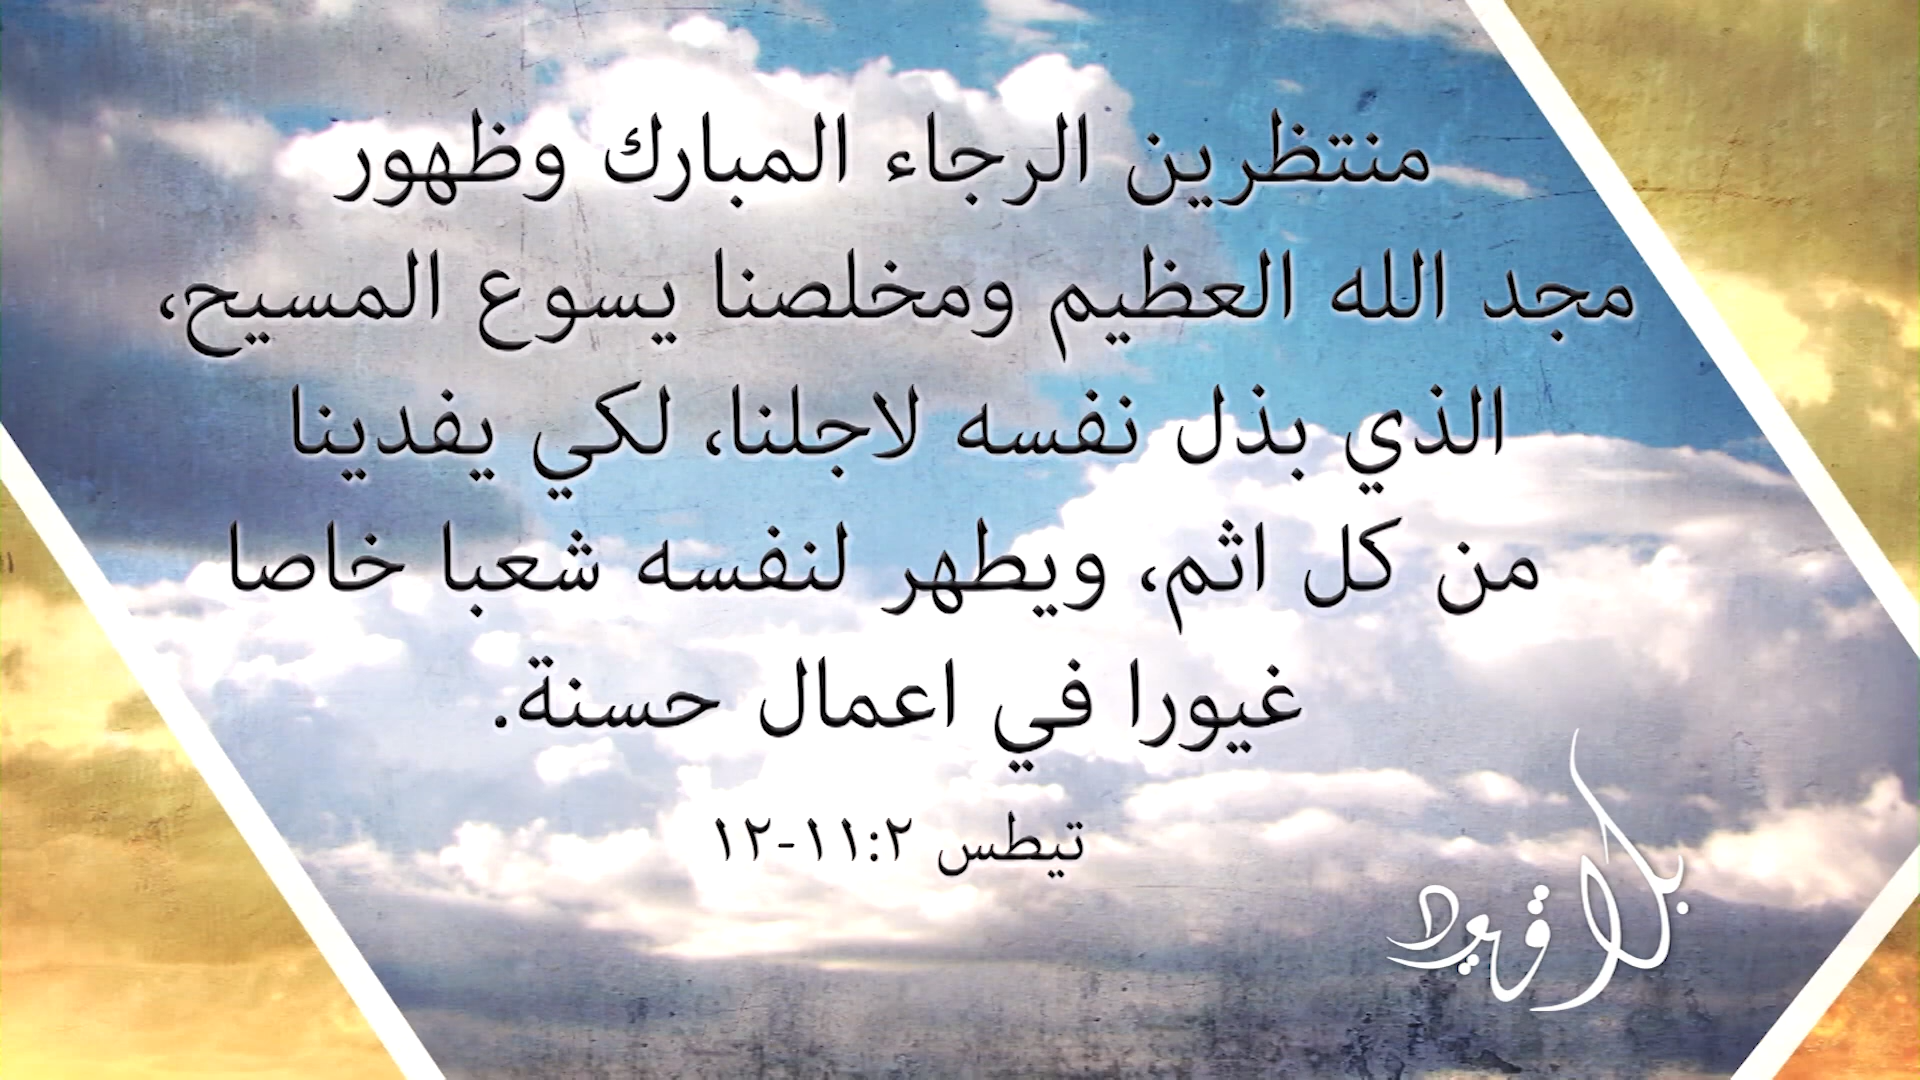 منتظرين الرجاء المبارك وظهور
مجد الله العظيم ومخلصنا يسوع المسيح،
الذي بذل نفسه لاجلنا، لكي يفدينا
من كل اثم، ويطهر لنفسه شعبا خاصا
غيورا في اعمال حسنة.
تيطس ٢:١١-١٢
بلا قيود